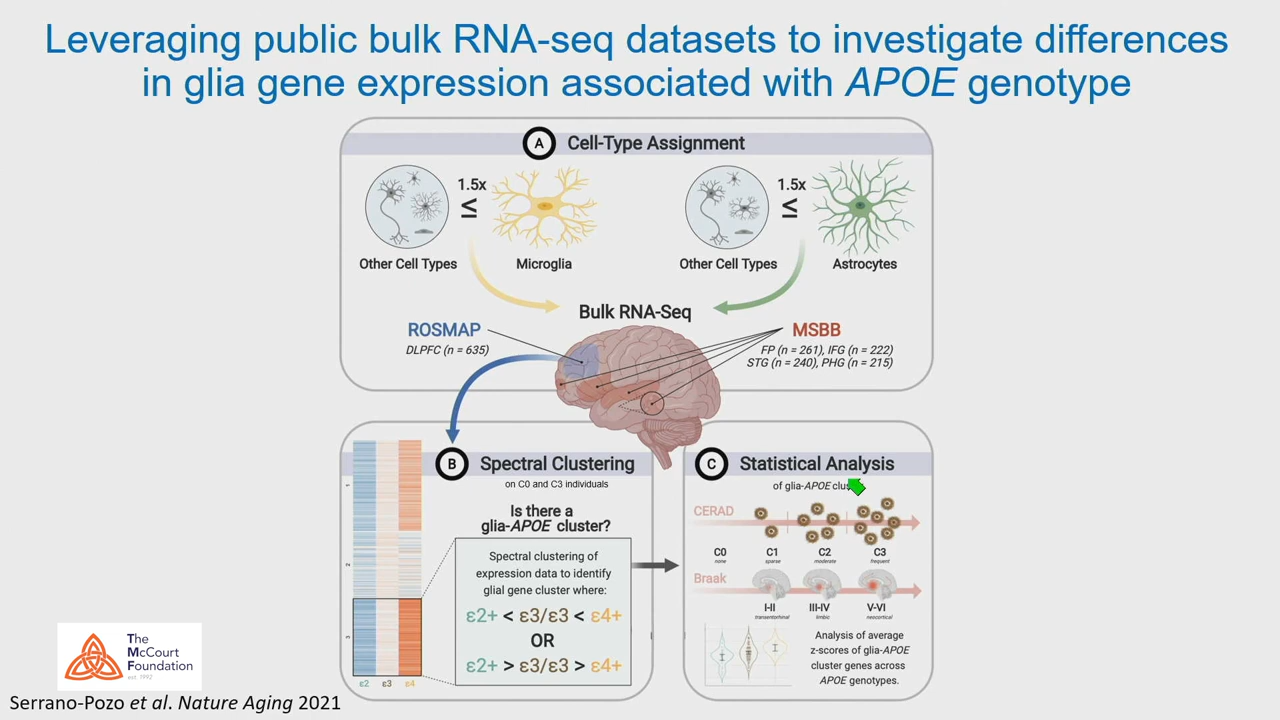 Leveraging public bulk RNA-seq datasets to investigate differences
in glia gene expression associated with APOE genotype
A Cell-Type Assignment
1.5x
≤
Other Cell Types
Microglia
1.5x
≤
Other Cell Types
Astrocytes
Bulk RNA-Seq
ROSMAP
DLPFC (n = 635)
MSBB
FP (n = 261), IFG (n = 222)
STG (n = 240), PHG (n = 215)
B Spectral Clustering
on C0 and C3 individuals
Is there a
glia-APOE cluster?
Spectral clustering of
expression data to identify
glial gene cluster where:
ε2+ < ε3/ε3 < ε4+
OR
ε2+ > ε3/ε3 > ε4+
1
2
3
ε2 ε3 ε4
C Statistical Analysis
of glia-APOE
CERAD
C0 C1 C2 C3
none sparse moderate frequent
Braak
I-II III-IV V-VI
transentorhinal limbic neocortical
Analysis of average
z-scores of glia-APOE
cluster genes across
APOE genotypes.
The
McCourt
Foundation
est. 1992
Serrano-Pozo et al. Nature Aging 2021